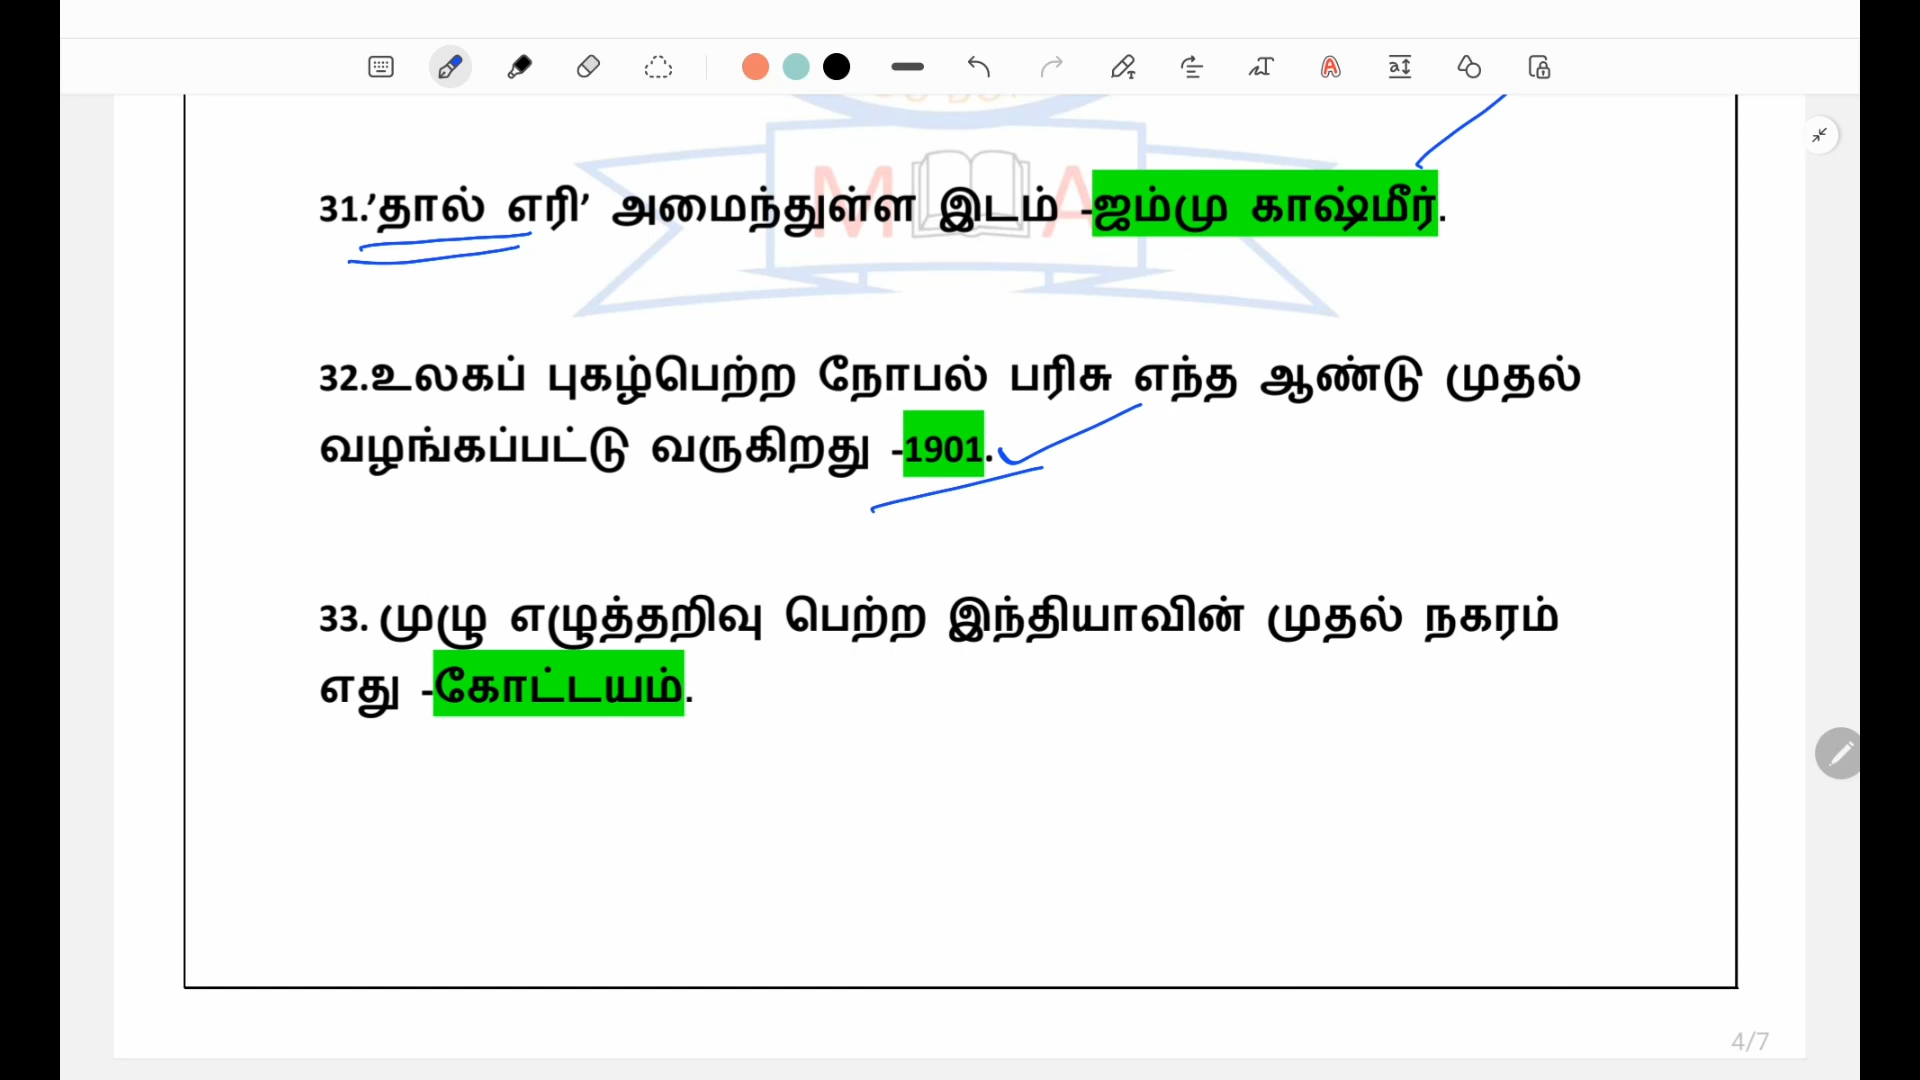 31.’தால் எரி’ அமைந்துள்ள இடம் -ஜம்மு காஷ்மீர்.
32.உலகப் புகழ்பெற்ற நோபல் பரிசு எந்த ஆண்டு முதல்
வழங்கப்பட்டு வருகிறது -1901.
33. முழு எழுத்தறிவு பெற்ற இந்தியாவின் முதல் நகரம்
எது -கோட்டயம்.
4/7